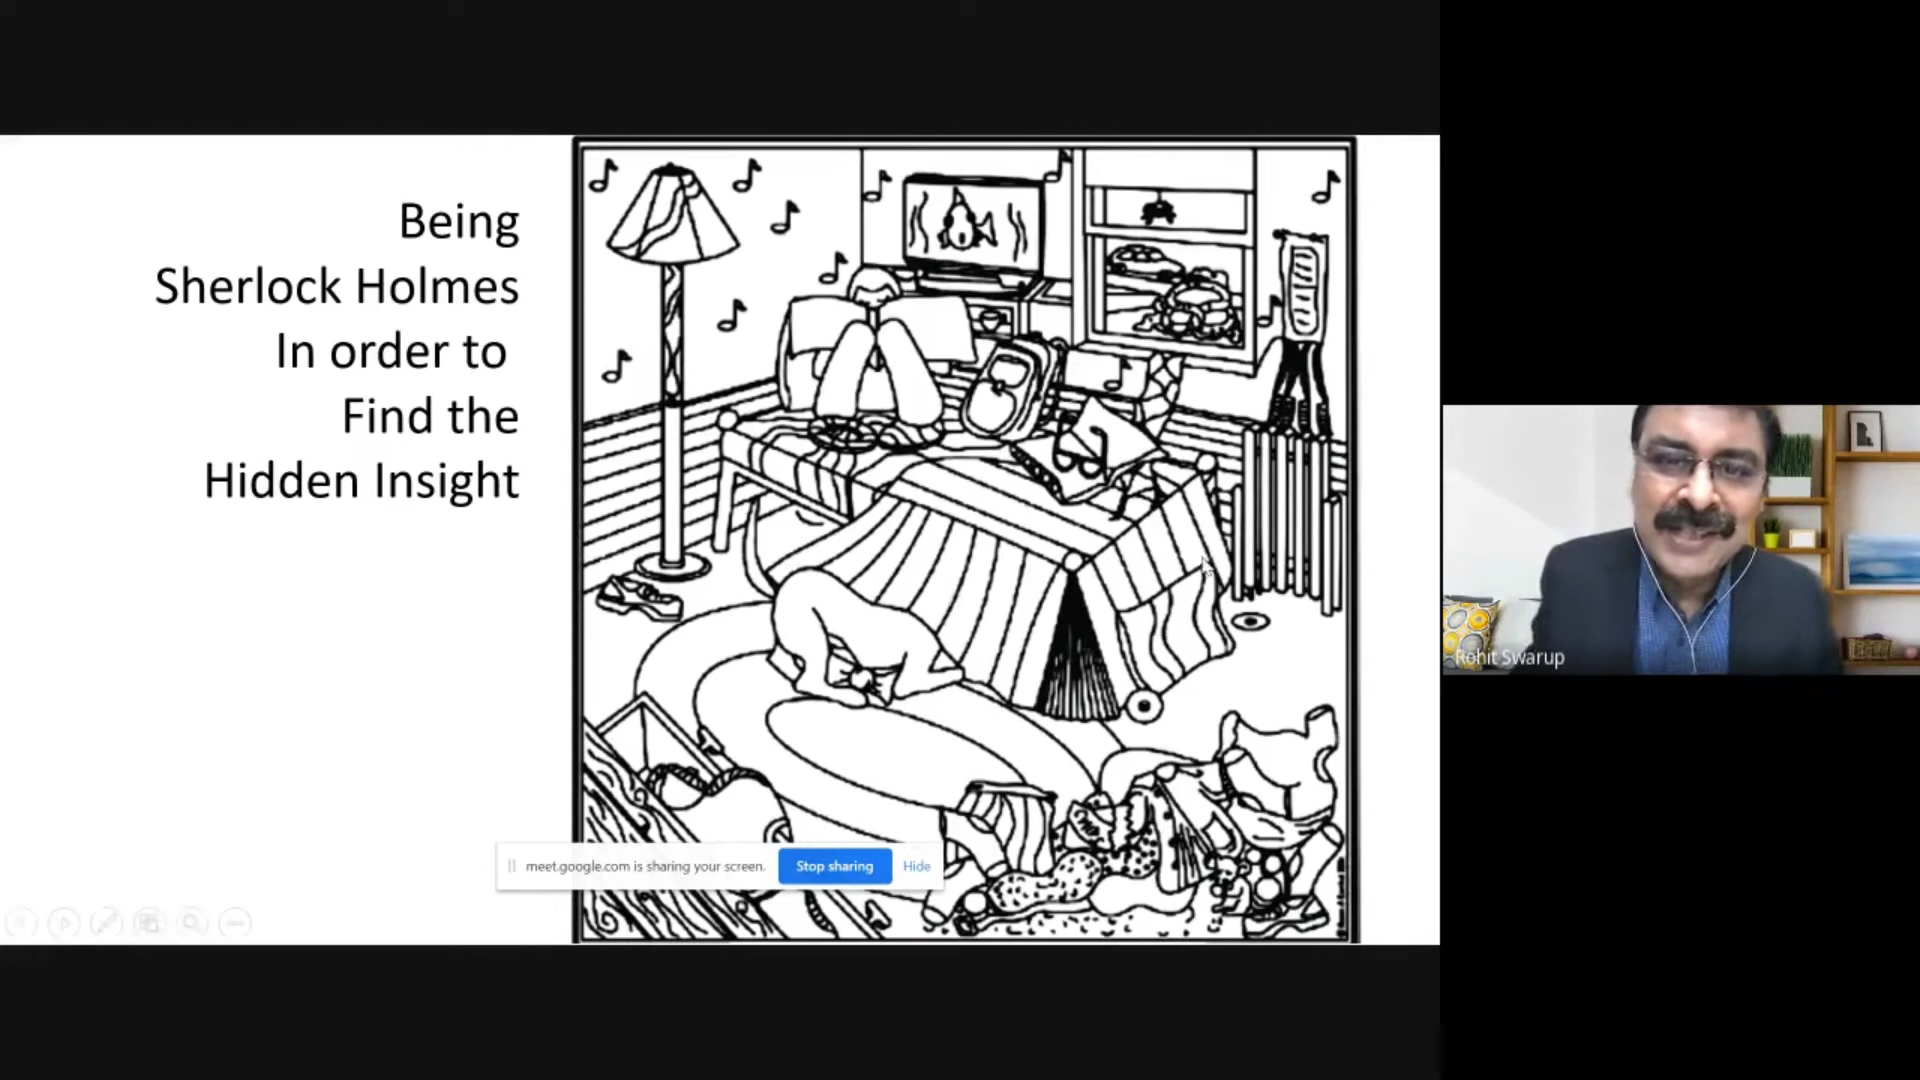 Being
Sherlock Holmes
In order to
Find the
Hidden Insight
meet.google.com is sharing your screen.
Stop sharing
Hide
Rohit Swarup